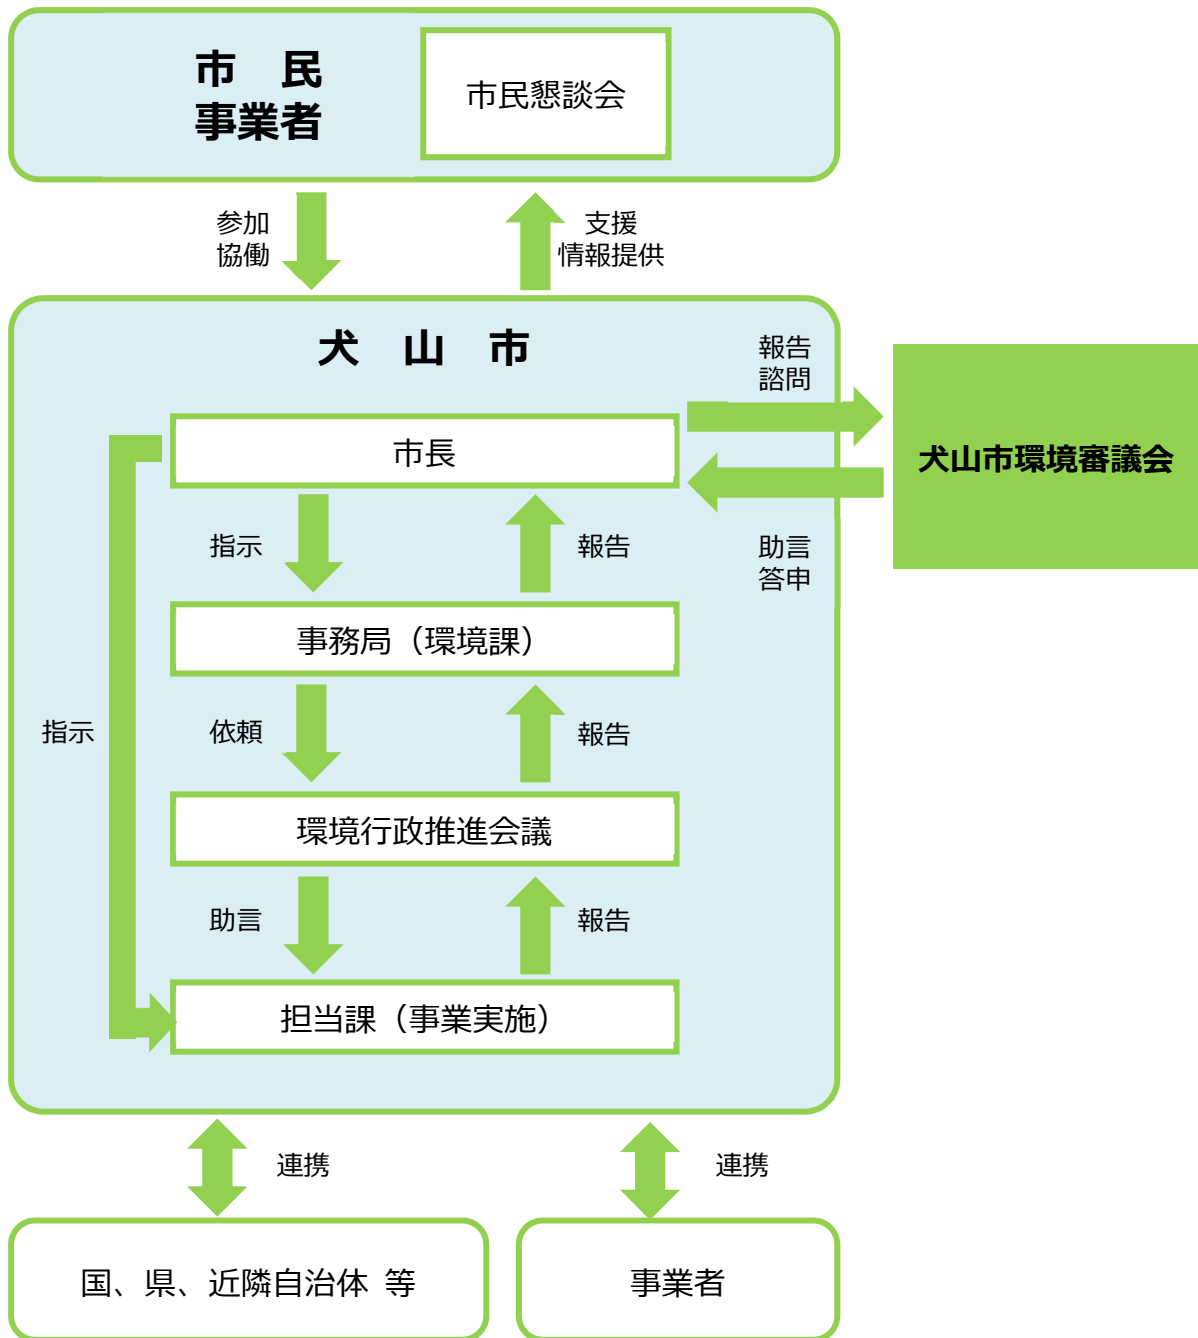 市　民
事業者
市民懇談会
参加
協働
支援
情報提供
犬　山　市
報告
諮問
市長
犬山市環境審議会
指示
報告
助言
答申
事務局（環境課）
指示
依頼
報告
環境行政推進会議
助言
報告
担当課（事業実施）
連携
連携
国、県、近隣自治体 等
事業者